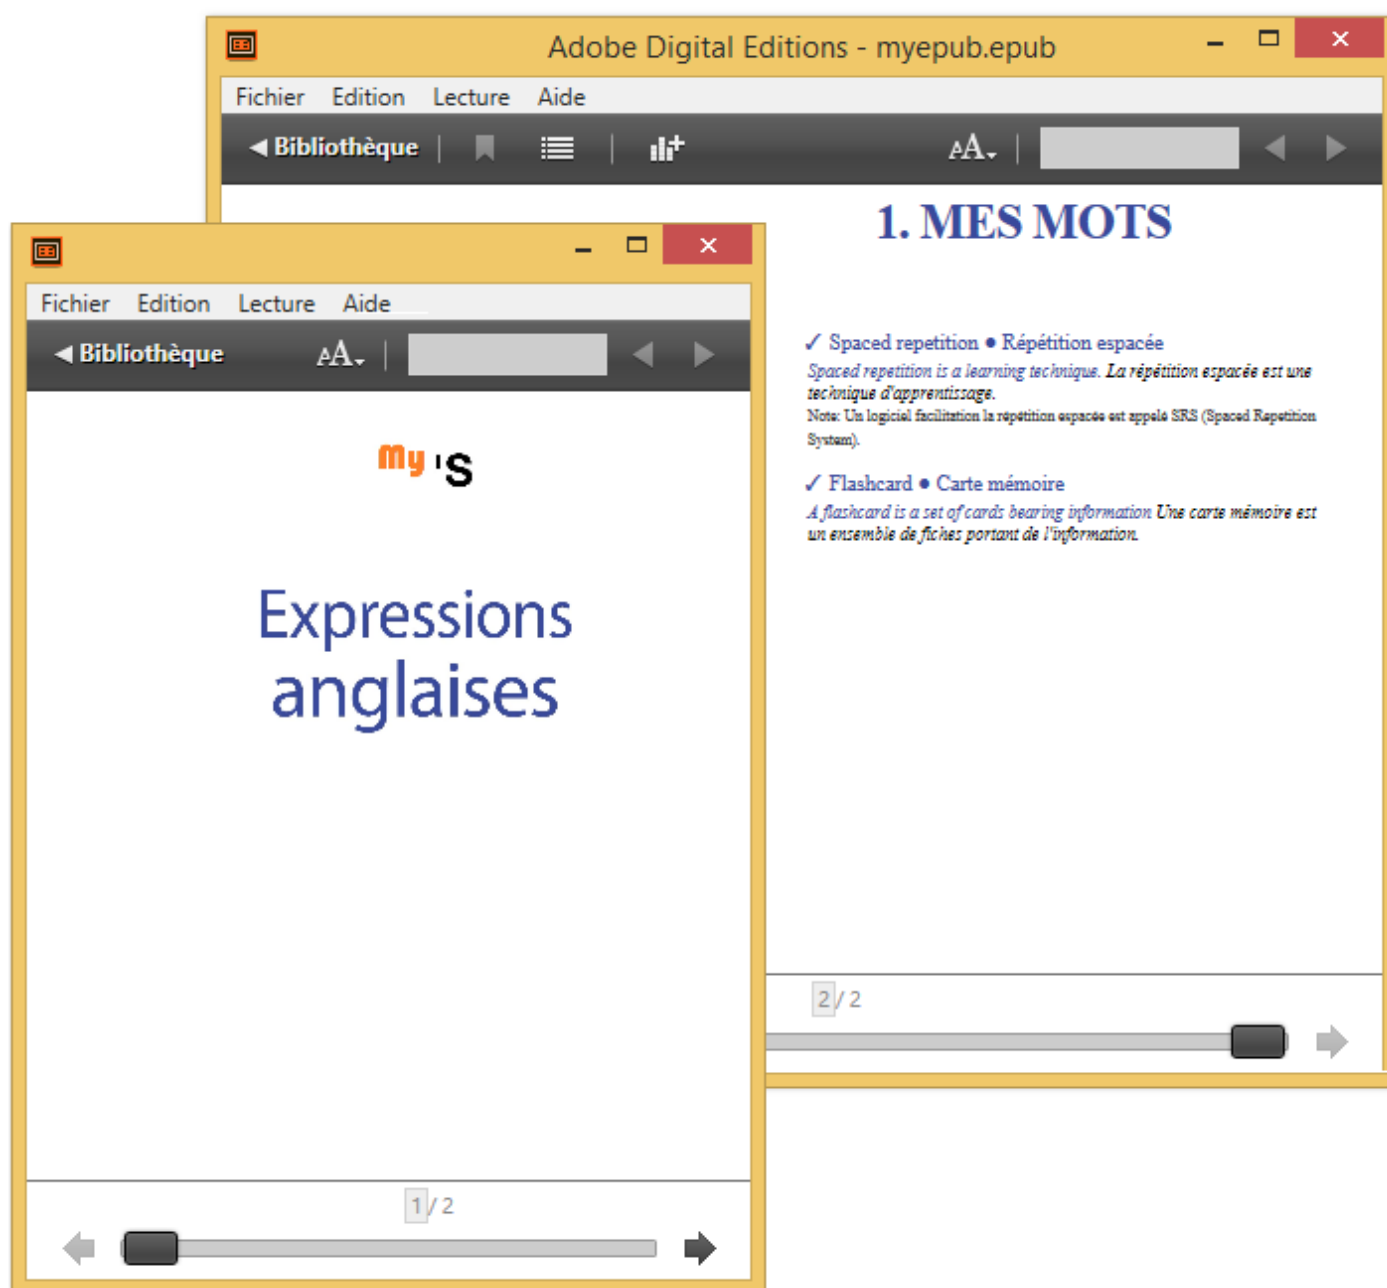 Adobe Digital Editions - myepub.epub
Fichier Edition Lecture Aide
Bibliothèque
AA
1. MES MOTS
✓ Spaced repetition ● Répétition espacée
Spaced repetition is a learning technique. La répétition espacée est une
technique d'apprentissage.
Note: Un logiciel facilitation la répétition espacée est appelé SRS (Spaced Repetition
System).
✓ Flashcard ● Carte mémoire
A flashcard is a set of cards bearing information Une carte mémoire est
un ensemble de fiches portant de l'information.
2 / 2
Fichier Edition Lecture Aide
Bibliothèque
AA
My 's
Expressions
anglaises
1 / 2